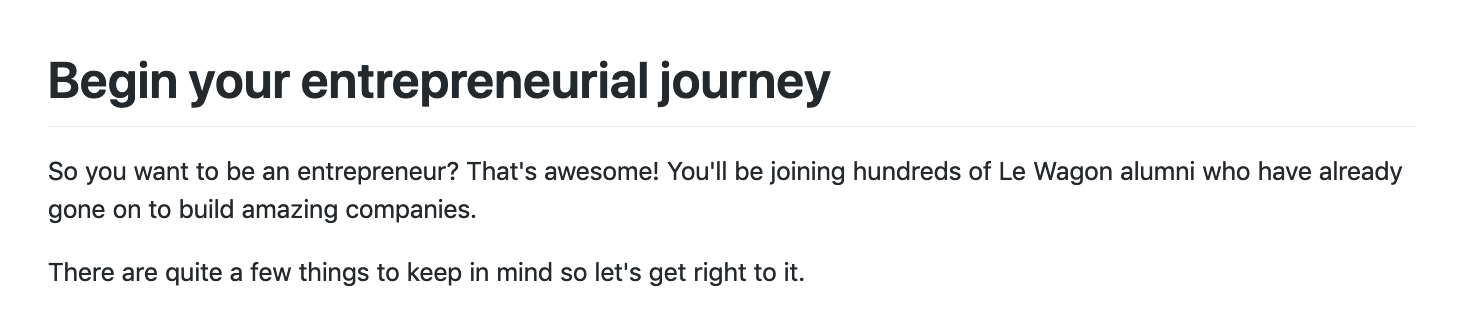 Begin your entrepreneurial journey
So you want to be an entrepreneur? That's awesome! You'll be joining hundreds of Le Wagon alumni who have already
gone on to build amazing companies.
There are quite a few things to keep in mind so let's get right to it.